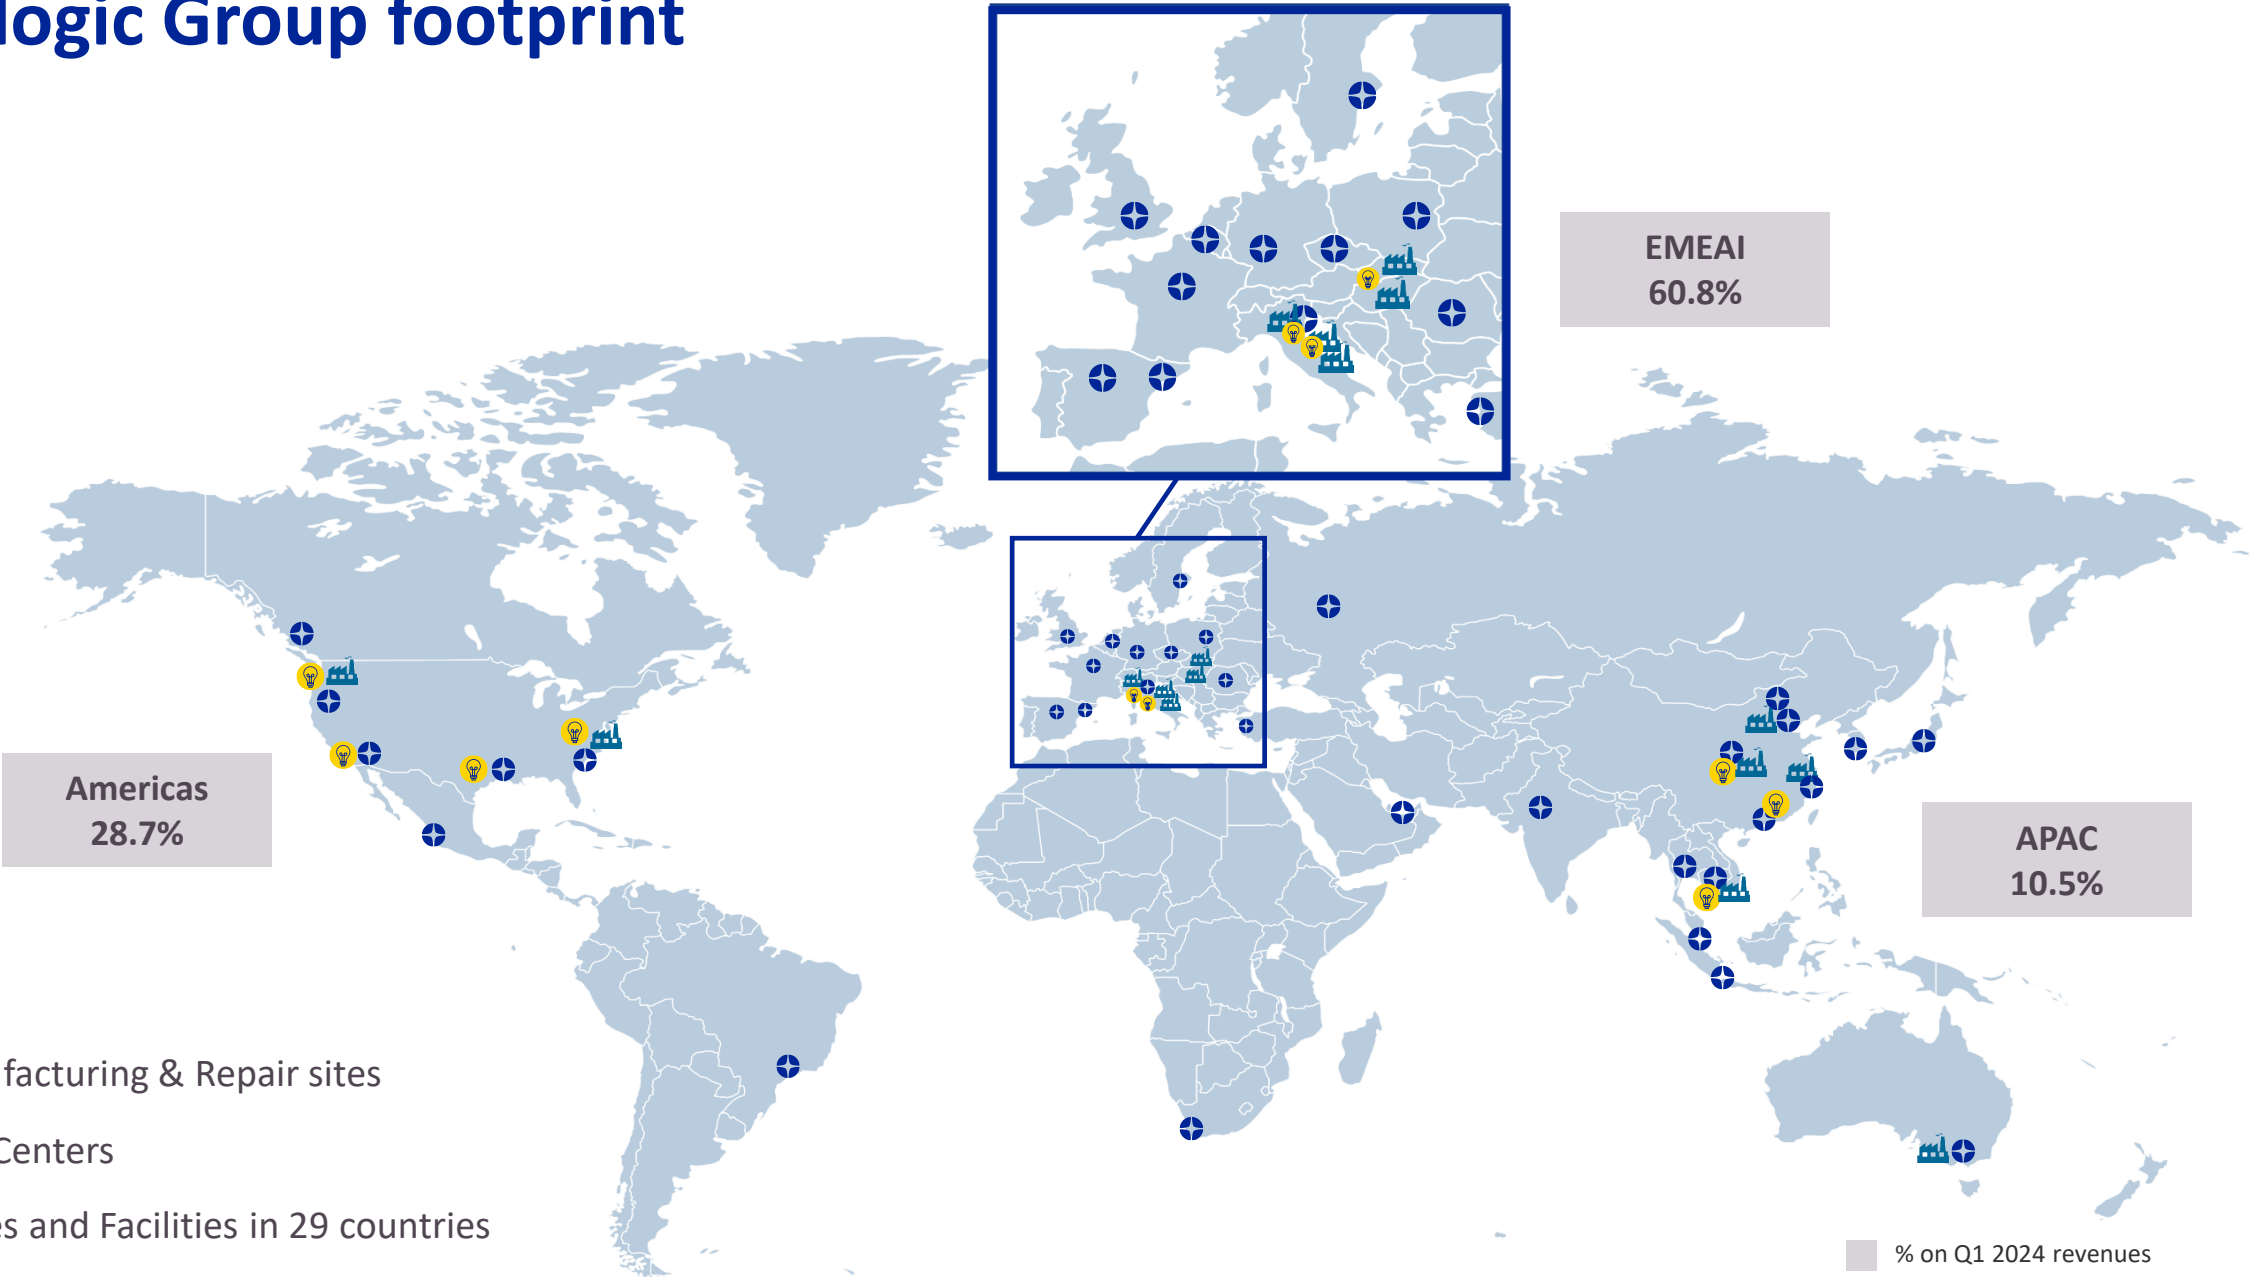 logic Group footprint
EMEAI
60.8%
Americas
28.7%
APAC
10.5%
facturing & Repair sites
Centers
es and Facilities in 29 countries
% on Q1 2024 revenues